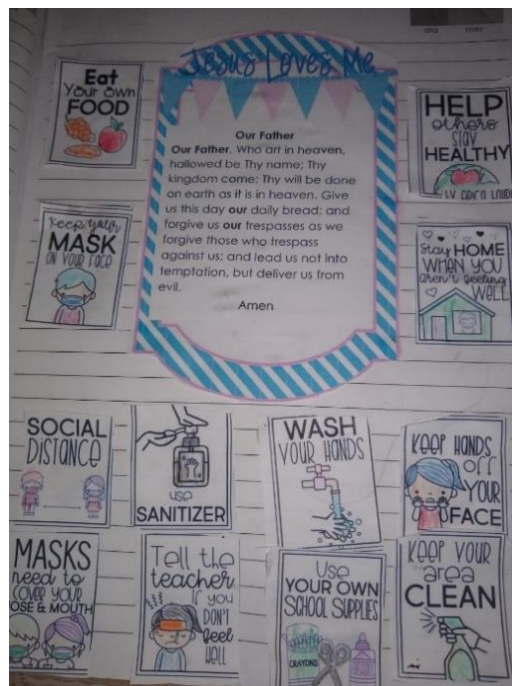 Jesus Loves Me
Our Father
Our Father, Who art in heaven,
hallowed be Thy name; Thy
kingdom come; Thy will be done
on earth as it is in heaven. Give
us this day our daily bread; and
forgive us our trespasses as we
forgive those who trespass
against us; and lead us not into
temptation, but deliver us from
evil.
Amen
Eat
Your own
FOOD
HELP
others
stay
HEALTHY
Keep your
MASK
ON YOUR FACE
Stay HOME
WHEN YOU
aren't feeling
WELL
SOCIAL
DISTANCE
use
SANITIZER
WASH
YOUR HANDS
KEEP HANDS
off
YOUR
FACE
MASKS
need to
COVER YOUR
OSE & MOUTH
Tell the
teacher
if you
DON'T
feel
WELL
Use
YOUR OWN
SCHOOL SUPPLIES
CRAYONS
KEEP YOUR
area
CLEAN